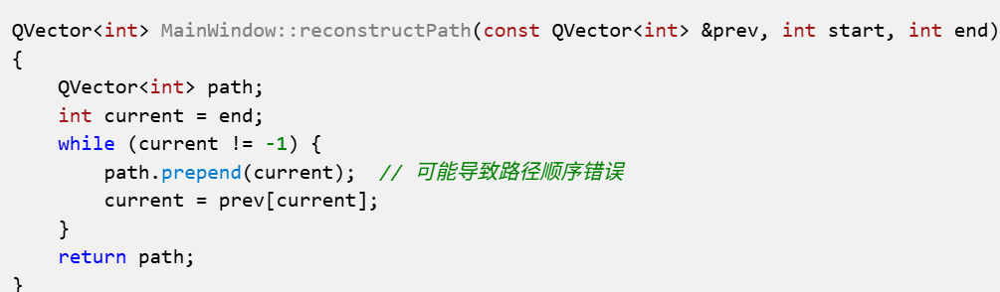 QVector<int> MainWindow::reconstructPath(const QVector<int> &prev, int start, int end)
{
    QVector<int> path;
    int current = end;
    while (current != -1) {
        path.prepend(current);  // 可能导致路径顺序错误
        current = prev[current];
    }
    return path;
}